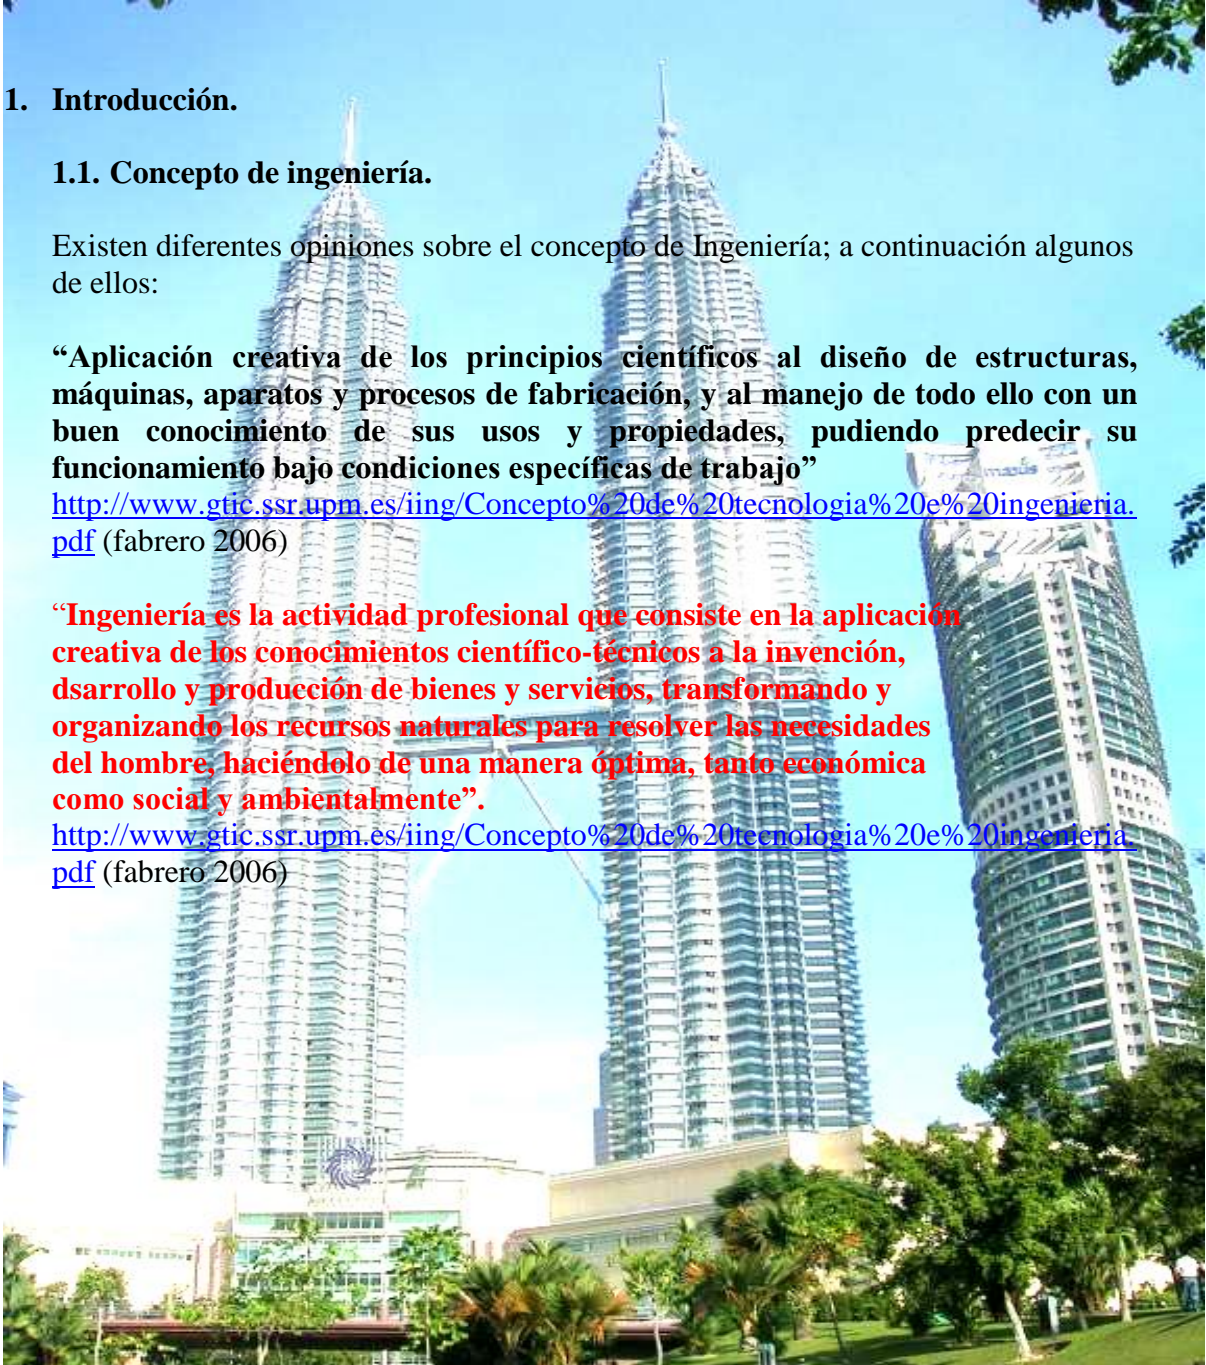 1. Introducción.
1.1. Concepto de ingeniería.
Existen diferentes opiniones sobre el concepto de Ingeniería; a continuación algunos
de ellos:
“Aplicación creativa de los principios científicos al diseño de estructuras,
máquinas, aparatos y procesos de fabricación, y al manejo de todo ello con un
buen conocimiento de sus usos y propiedades, pudiendo predecir su
funcionamiento bajo condiciones específicas de trabajo”
http://www.gtic.ssr.upm.es/iing/Concepto%20de%20tecnologia%20e%20ingenieria.
pdf (fabrero 2006)
“Ingeniería es la actividad profesional que consiste en la aplicación
creativa de los conocimientos científico-técnicos a la invención,
dsarrollo y producción de bienes y servicios, transformando y
organizando los recursos naturales para resolver las necesidades
del hombre, haciéndolo de una manera óptima, tanto económica
como social y ambientalmente”.
http://www.gtic.ssr.upm.es/iing/Concepto%20de%20tecnologia%20e%20ingenieria.
pdf (fabrero 2006)